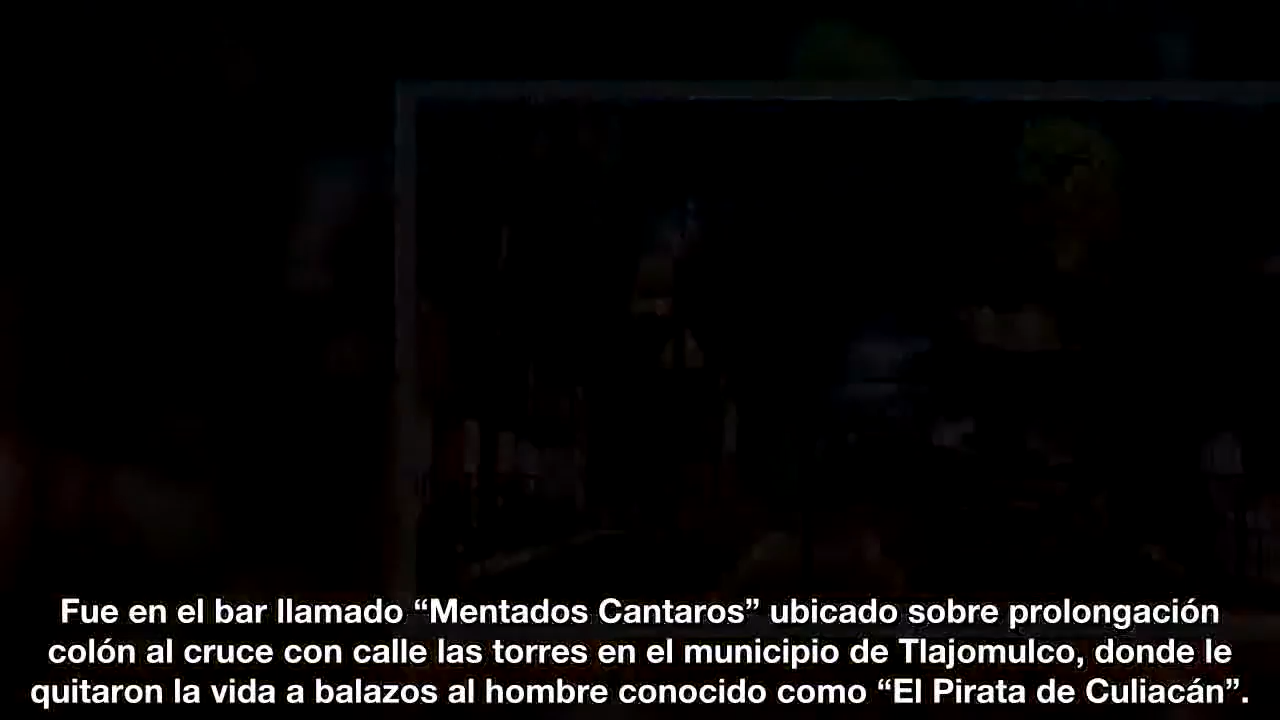 Fue en el bar llamado “Mentados Cantaros” ubicado sobre prolongación
colón al cruce con calle las torres en el municipio de Tlajomulco, donde le
quitaron la vida a balazos al hombre conocido como “El Pirata de Culiacán”.